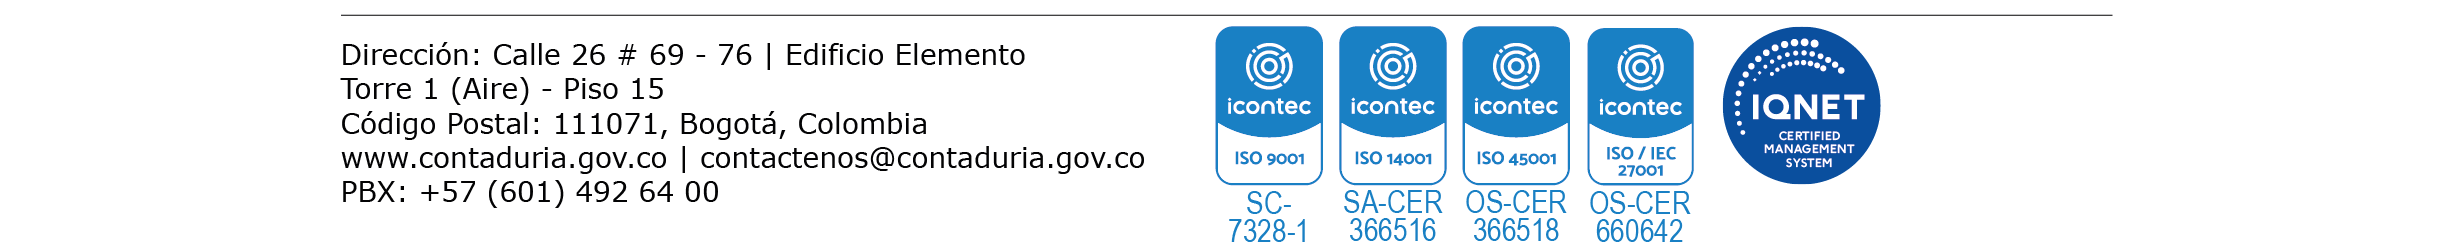 Dirección: Calle 26 # 69 - 76 | Edificio Elemento
Torre 1 (Aire) - Piso 15
Código Postal: 111071, Bogotá, Colombia
www.contaduria.gov.co | contactenos@contaduria.gov.co
PBX: +57 (601) 492 64 00
icontec
ISO 9001
SC-
7328-1
icontec
ISO 14001
SA-CER
366516
icontec
ISO 45001
OS-CER
366518
icontec
ISO / IEC
27001
OS-CER
660642
IQNET
CERTIFIED
MANAGEMENT
SYSTEM